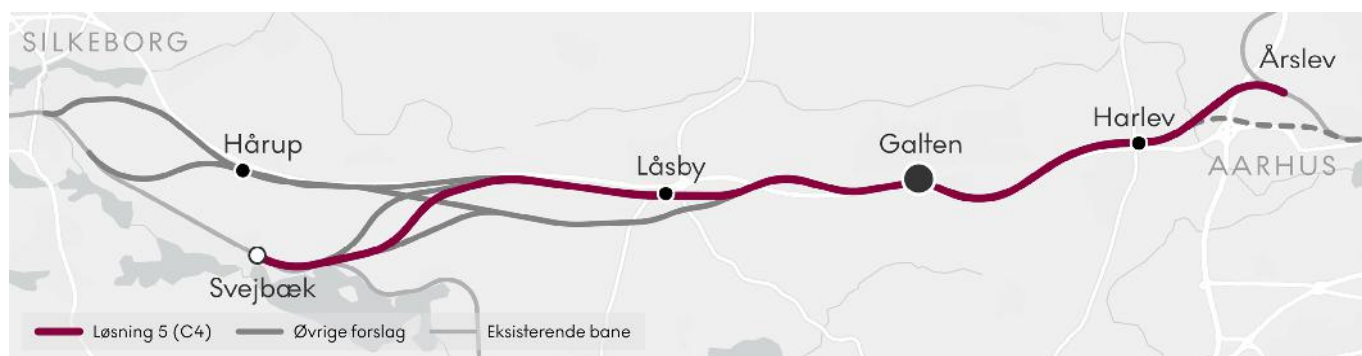 SILKEBORG
Årslev
Hårup
Låsby
Galten
Harlev
AARHUS
Svejbæk
Løsning 5 (C4)
Øvrige forslag
Eksisterende bane